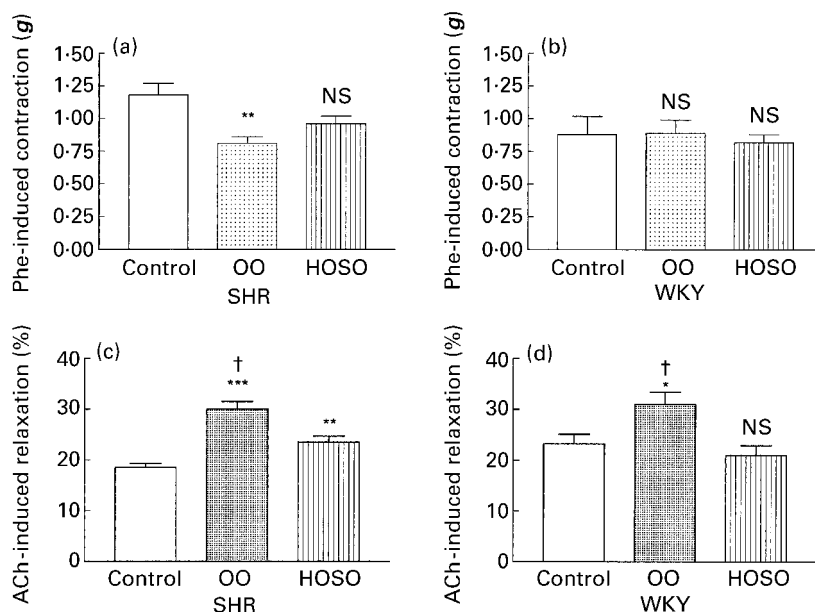 Phe-induced contraction (g)
(a)
1·50
1·25
1·00
0·75
0·50
0·25
0·00
**
NS
Control OO HOSO
SHR
Phe-induced contraction (g)
(b)
1·50
1·25
1·00
0·75
0·50
0·25
0·00
NS
NS
Control OO HOSO
WKY
ACh-induced relaxation (%)
(c)
40
30
20
10
0
†
***
**
Control OO HOSO
SHR
ACh-induced relaxation (%)
(d)
40
30
20
10
0
†
*
NS
Control OO HOSO
WKY